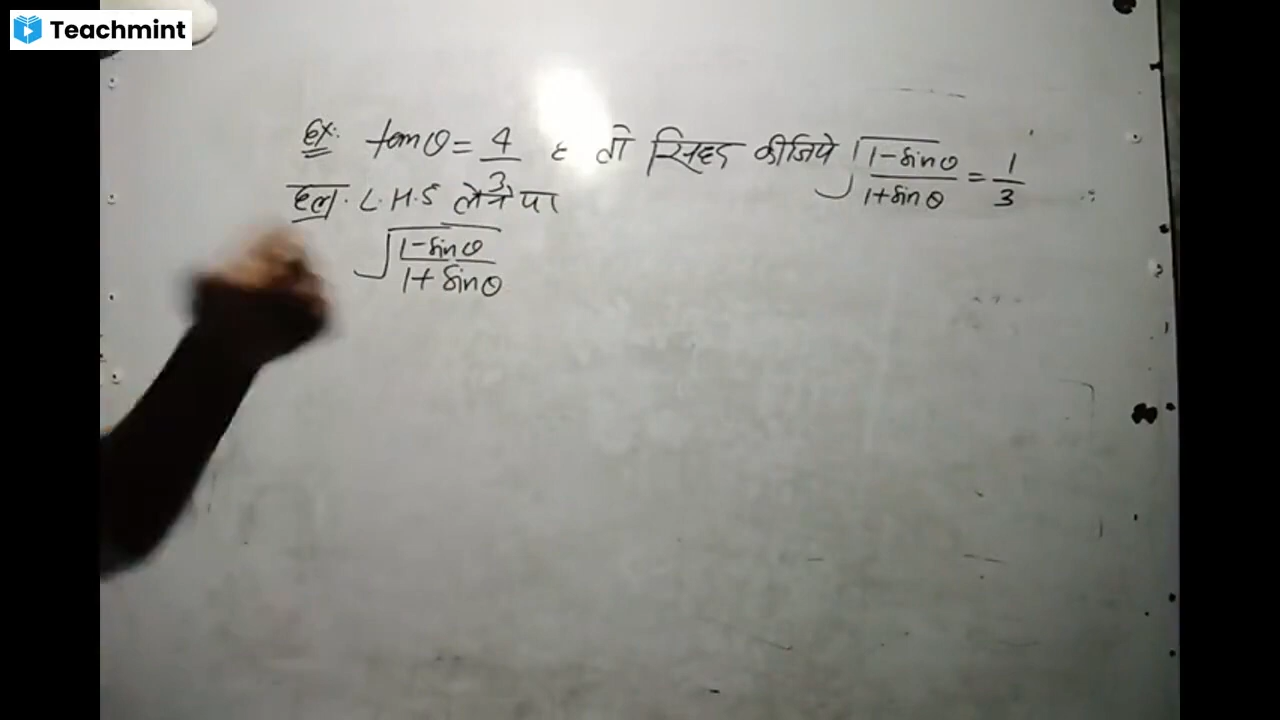 Teachmint
Ex: tanθ = 4/3 है तो सिद्ध कीजिये √(1-sinθ/1+sinθ) = 1/3
हल. L.H.S लेने पर
√(1-sinθ/1+sinθ)